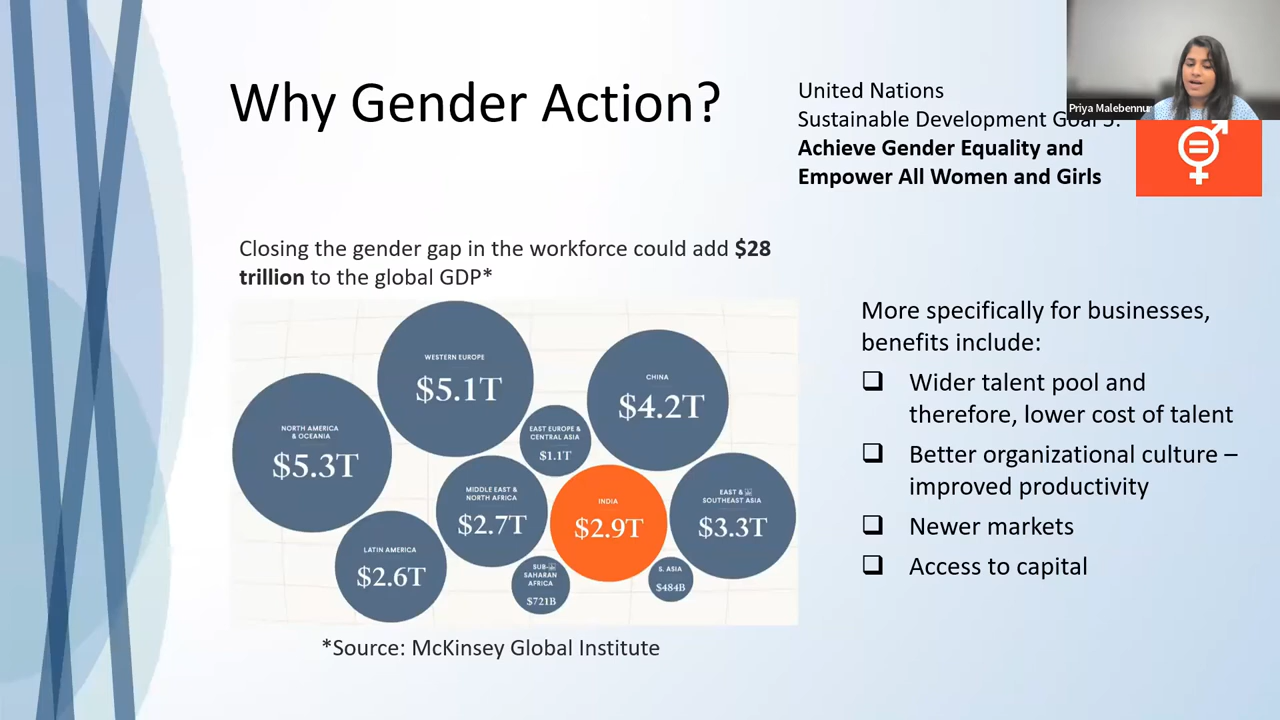 Why Gender Action?
United Nations
Sustainable Development Goal 5:
Achieve Gender Equality and
Empower All Women and Girls
Priya Malebennur
Closing the gender gap in the workforce could add $28
trillion to the global GDP*
WESTERN EUROPE
$5.1T
CHINA
$4.2T
NORTH AMERICA
& OCEANIA
$5.3T
EAST EUROPE &
CENTRAL ASIA
$1.1T
MIDDLE EAST &
NORTH AFRICA
$2.7T
INDIA
$2.9T
EAST &
SOUTHEAST ASIA
$3.3T
LATIN AMERICA
$2.6T
SUB-
SAHARAN
AFRICA
$721B
S. ASIA
$484B
*Source: McKinsey Global Institute
More specifically for businesses,
benefits include:
Wider talent pool and
therefore, lower cost of talent
Better organizational culture –
improved productivity
Newer markets
Access to capital